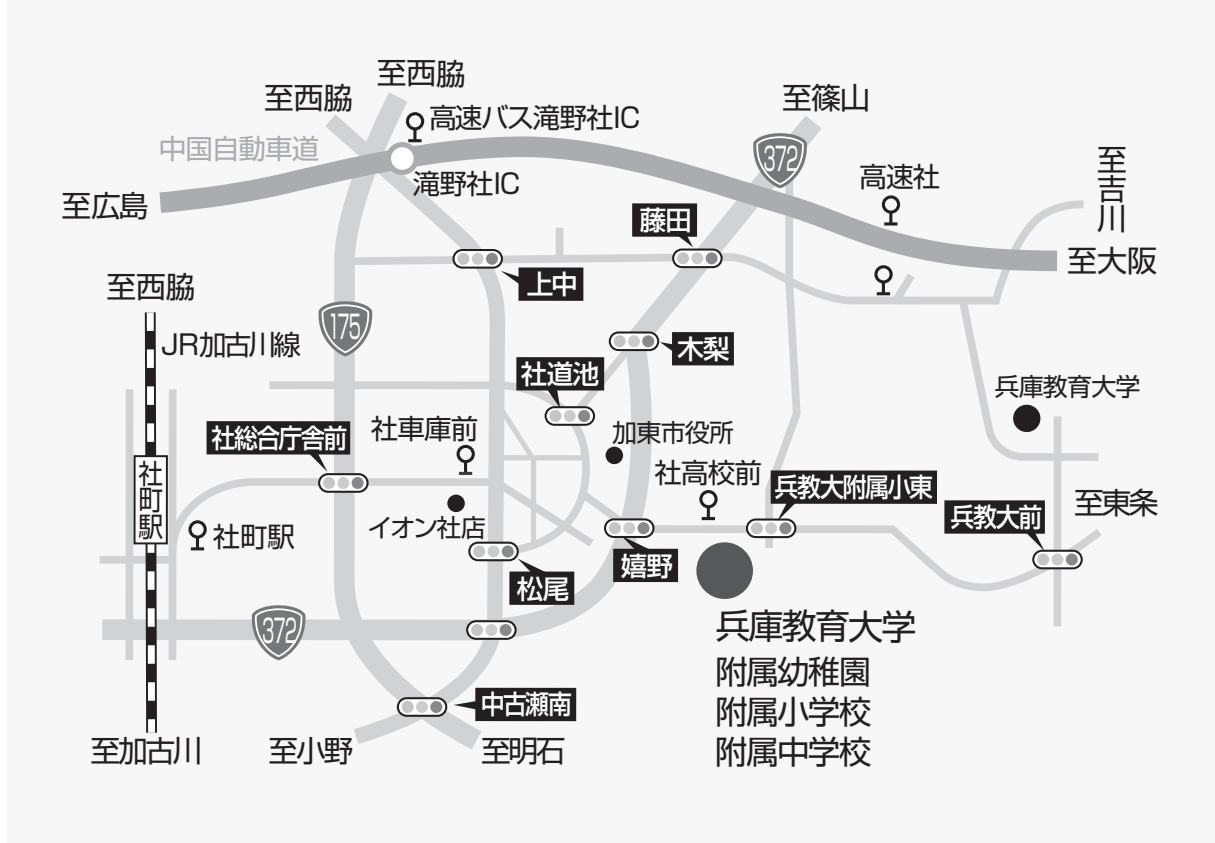 至西脇
至西脇
高速バス滝野社IC
至篠山
中国自動車道
372
至吉川
高速社
滝野社IC
至広島
藤田
至大阪
上中
至西脇
175
JR加古川線
木梨
社道池
兵庫教育大学
社車庫前
加東市役所
社総合庁舎前
社高校前
兵教大附属小東
社町駅
至東条
兵教大前
イオン社店
社町駅
嬉野
松尾
372
兵庫教育大学
附属幼稚園
附属小学校
附属中学校
中古瀬南
至加古川
至小野
至明石